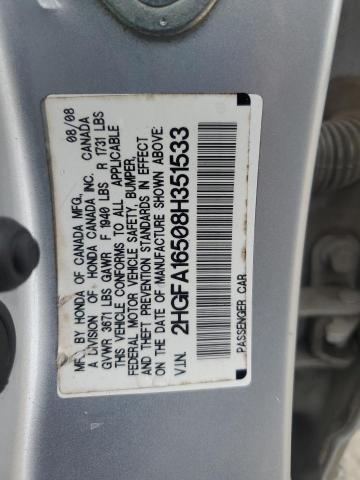 MFD. BY HONDA OF CANADA MFG.     08/08
A DIVISION OF HONDA CANADA INC.  CANADA
GVWR 3671 LBS GAWR F 1940 LBS R 1731 LBS
THIS VEHICLE CONFORMS TO ALL APPLICABLE
FEDERAL MOTOR VEHICLE SAFETY, BUMPER,
AND THEFT PREVENTION STANDARDS IN EFFECT
ON THE DATE OF MANUFACTURE SHOWN ABOVE.
V.I.N: 2HGFA16508H351533
PASSENGER CAR